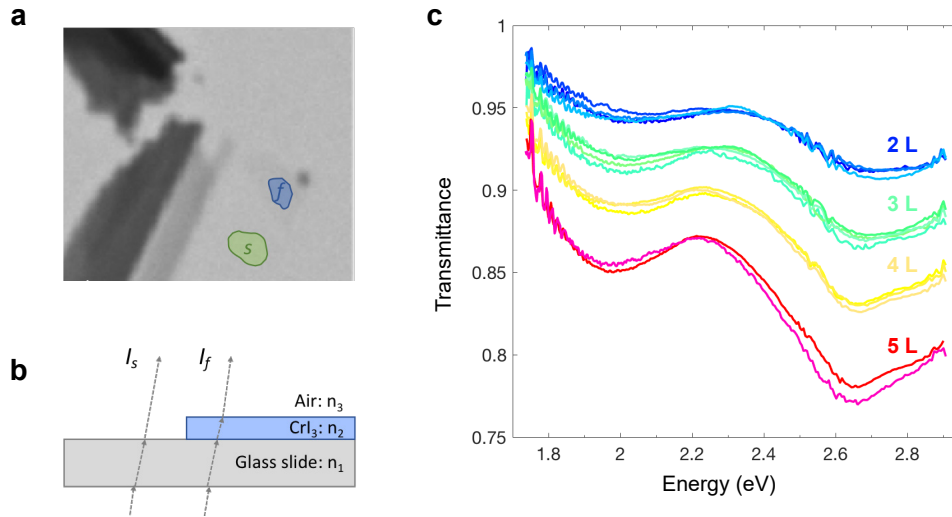 a
f
S
b
Iₛ
I_f
Air: n₃
CrI₃: n₂
Glass slide: n₁
c
Transmittance
1
0.95
0.9
0.85
0.8
0.75
2 L
3 L
4 L
5 L
1.8 2 2.2 2.4 2.6 2.8
Energy (eV)